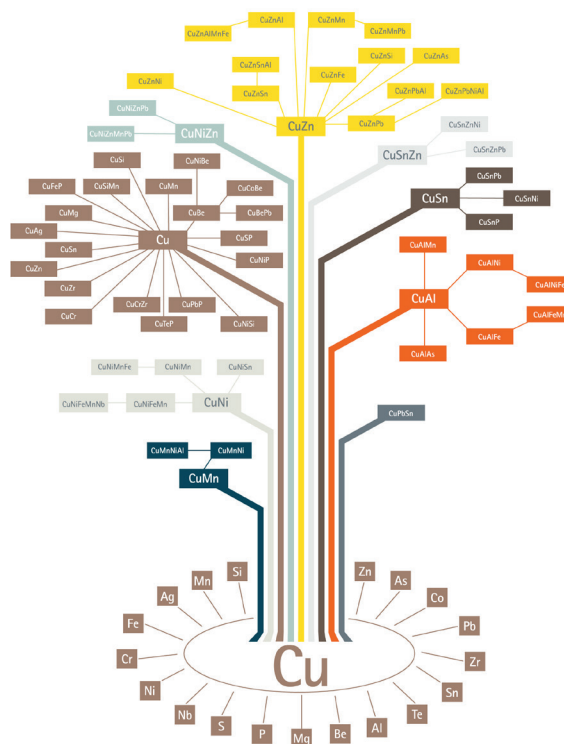 CuZnAl
CuZnMn
CuZnAlMnFe
CuZnMnPb
CuZnSi
CuZnAs
CuZnSnAl
CuZnFe
CuZnNi
CuZnSn
CuZnPbAl
CuZnPbNiAl
CuZn
CuZnPb
CuNiZnPb
CuNiZnMnPb
CuNiZn
CuSnZnNi
CuSnZn
CuSnZnPb
CuSi
CuNiBe
CuFeP
CuSiMn
CuMn
CuCoBe
CuMg
CuBe
CuBePb
CuAg
CuSn
Cu
CuSP
CuNiP
CuZn
CuZr
CuCr
CuCrZr
CuPbP
CuTeP
CuNiSi
CuSnPb
CuSn
CuSnNi
CuSnP
CuAlMn
CuAlNi
CuAlNiFe
CuAl
CuAlFeMn
CuAlFe
CuAlAs
CuNiMnFe
CuNiMn
CuNiSn
CuNiFeMnNb
CuNiFeMn
CuNi
CuPbSn
CuMnNiAl
CuMnNi
CuMn
Si
Zn
Mn
As
Ag
Co
Fe
Pb
Cr
Cu
Zr
Ni
Sn
Nb
Te
S
Al
P
Mg
Be